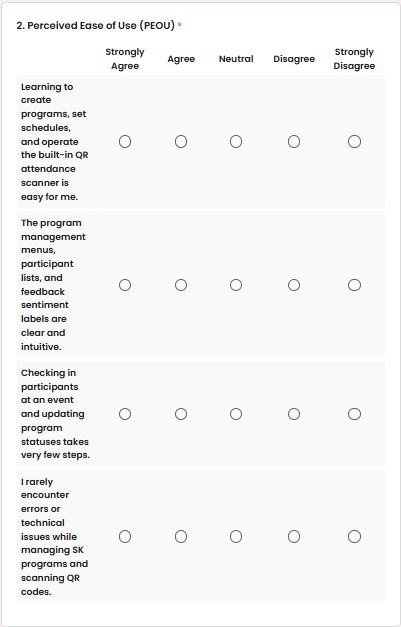 2. Perceived Ease of Use (PEOU) *
Strongly Agree Agree Neutral Disagree Strongly Disagree
Learning to
create
programs, set
schedules,
and operate
the built-in QR
attendance
scanner is
easy for me.
The program
management
menus,
participant
lists, and
feedback
sentiment
labels are
clear and
intuitive.
Checking in
participants
at an event
and updating
program
statuses takes
very few steps.
I rarely
encounter
errors or
technical
issues while
managing SK
programs and
scanning QR
codes.